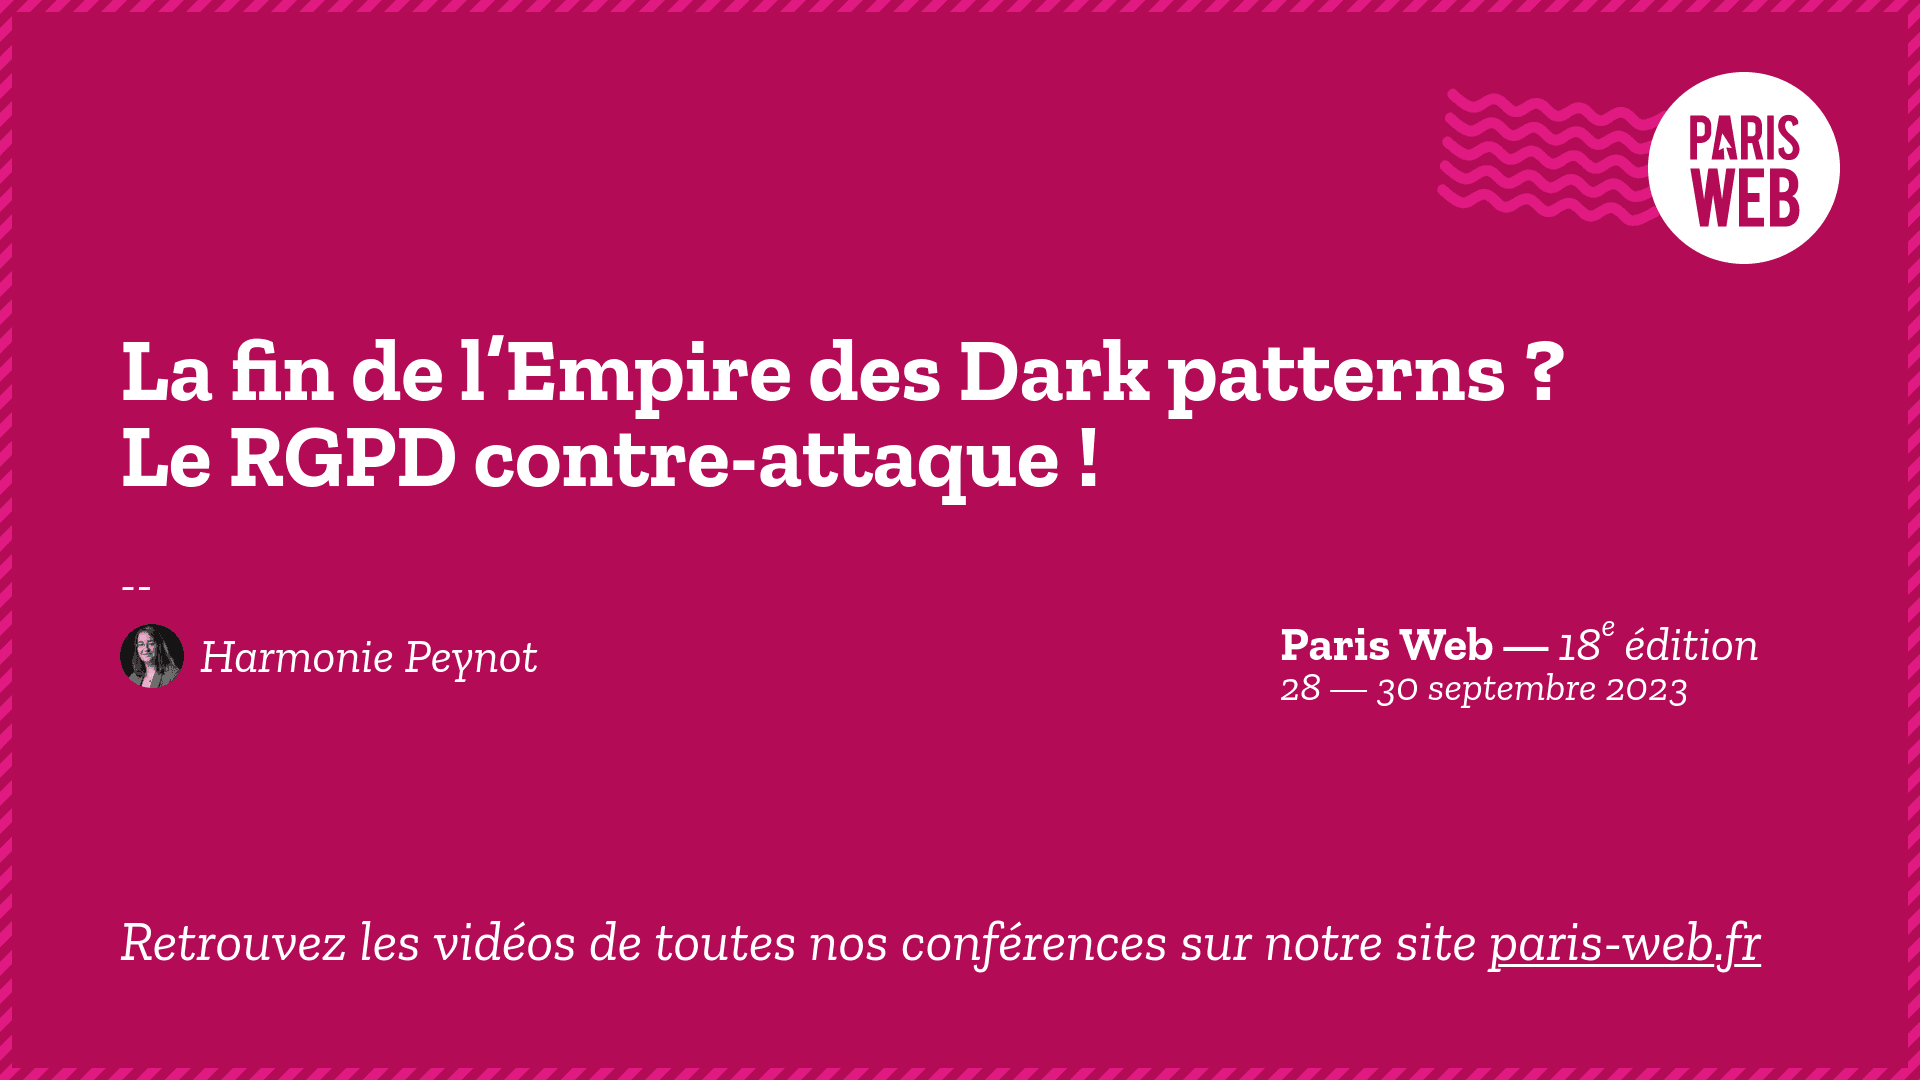 PARIS
WEB
La fin de l’Empire des Dark patterns ?
Le RGPD contre-attaque !
--
Harmonie Peynot
Paris Web — 18e édition
28 — 30 septembre 2023
Retrouvez les vidéos de toutes nos conférences sur notre site paris-web.fr